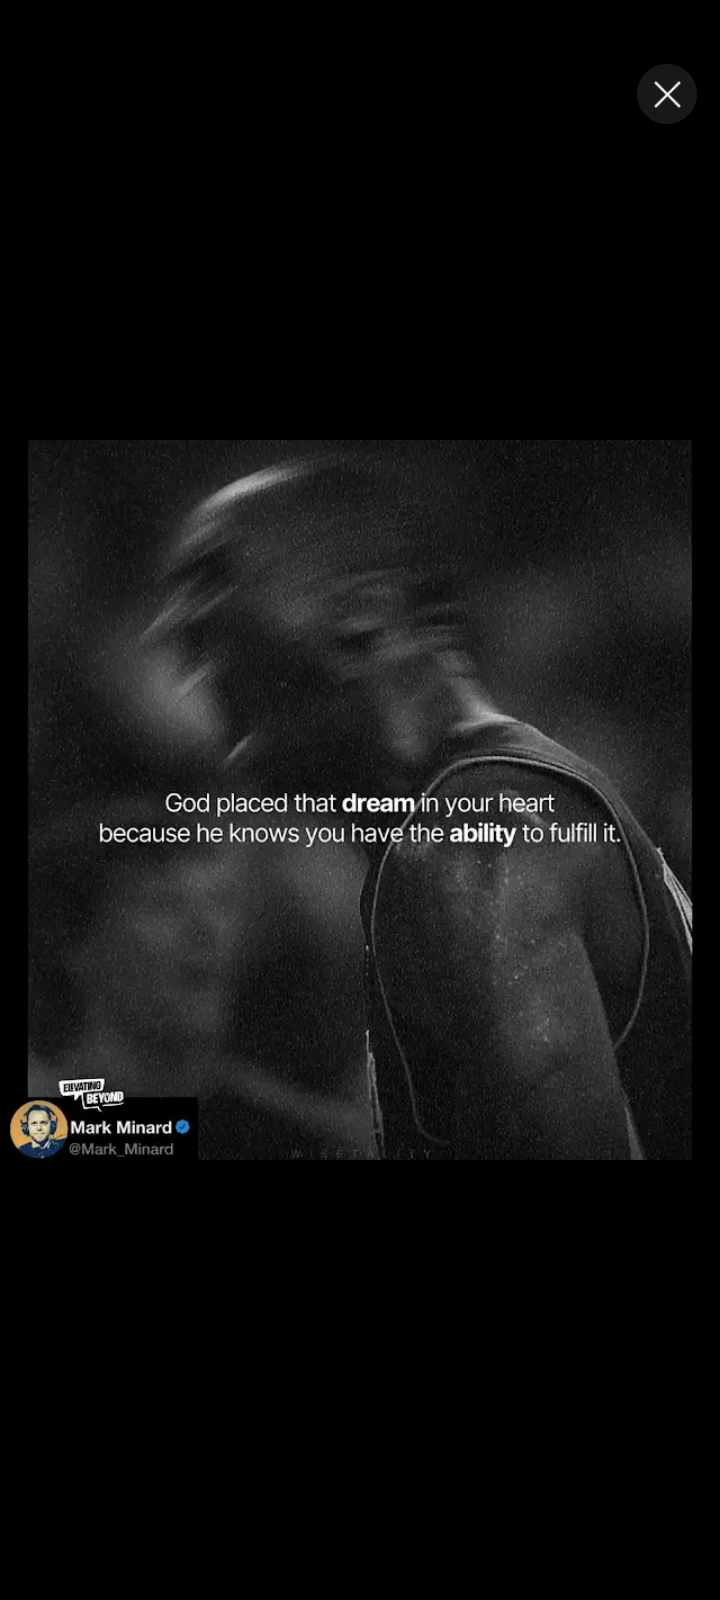 God placed that dream in your heart
because he knows you have the ability to fulfill it.
ELEVATING
BEYOND
Mark Minard
@Mark_Minard
WISETALITY